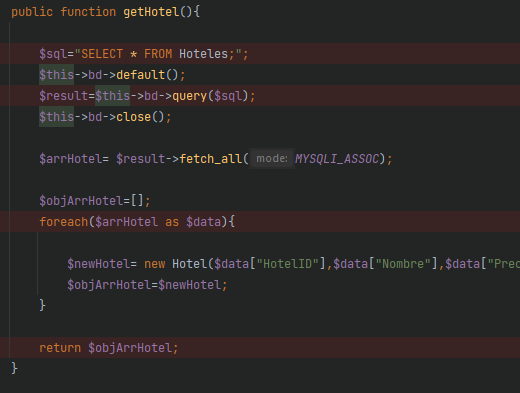 public function getHotel(){
$sql="SELECT * FROM Hoteles;";
$this->bd->default();
$result=$this->bd->query($sql);
$this->bd->close();
$arrHotel= $result->fetch_all( mode: MYSQLI_ASSOC);
$objArrHotel=[];
foreach($arrHotel as $data){
$newHotel= new Hotel($data["HotelID"],$data["Nombre"],$data["Prec
$objArrHotel=$newHotel;
}
return $objArrHotel;
}